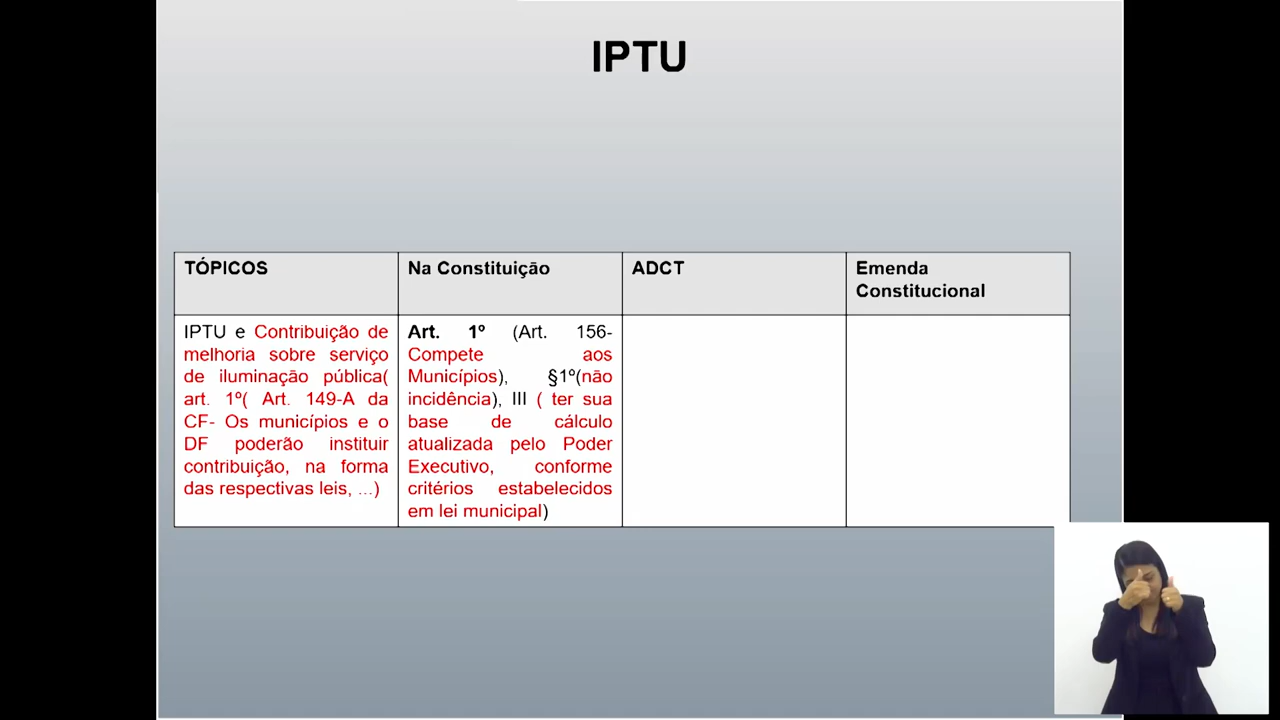 IPTU
TÓPICOS
Na Constituição
ADCT
Emenda
Constitucional
IPTU e Contribuição de
melhoria sobre serviço
de iluminação pública(
art. 1º( Art. 149-A da
CF- Os municípios e o
DF poderão instituir
contribuição, na forma
das respectivas leis, ...)
Art. 1º (Art. 156-
Compete aos
Municípios), §1º(não
incidência), III ( ter sua
base de cálculo
atualizada pelo Poder
Executivo, conforme
critérios estabelecidos
em lei municipal)